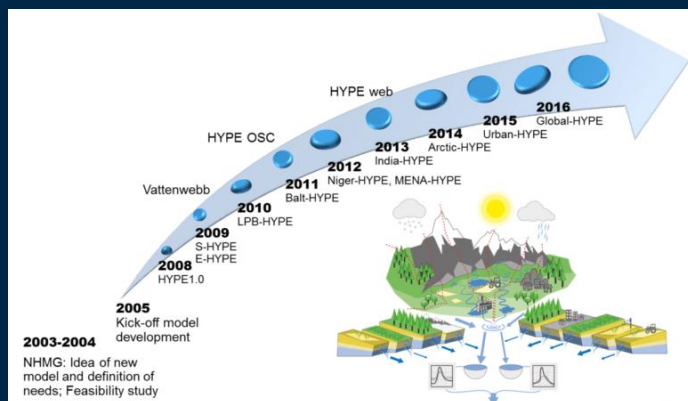 HYPE web
2016
Global-HYPE
2015
Urban-HYPE
2014
Arctic-HYPE
HYPE OSC
2013
India-HYPE
2012
Niger-HYPE, MENA-HYPE
2011
Balt-HYPE
Vattenwebb
2010
LPB-HYPE
2009
S-HYPE
E-HYPE
2008
HYPE1.0
2005
Kick-off model
development
2003-2004
NHMG: Idea of new
model and definition of
needs; Feasibility study